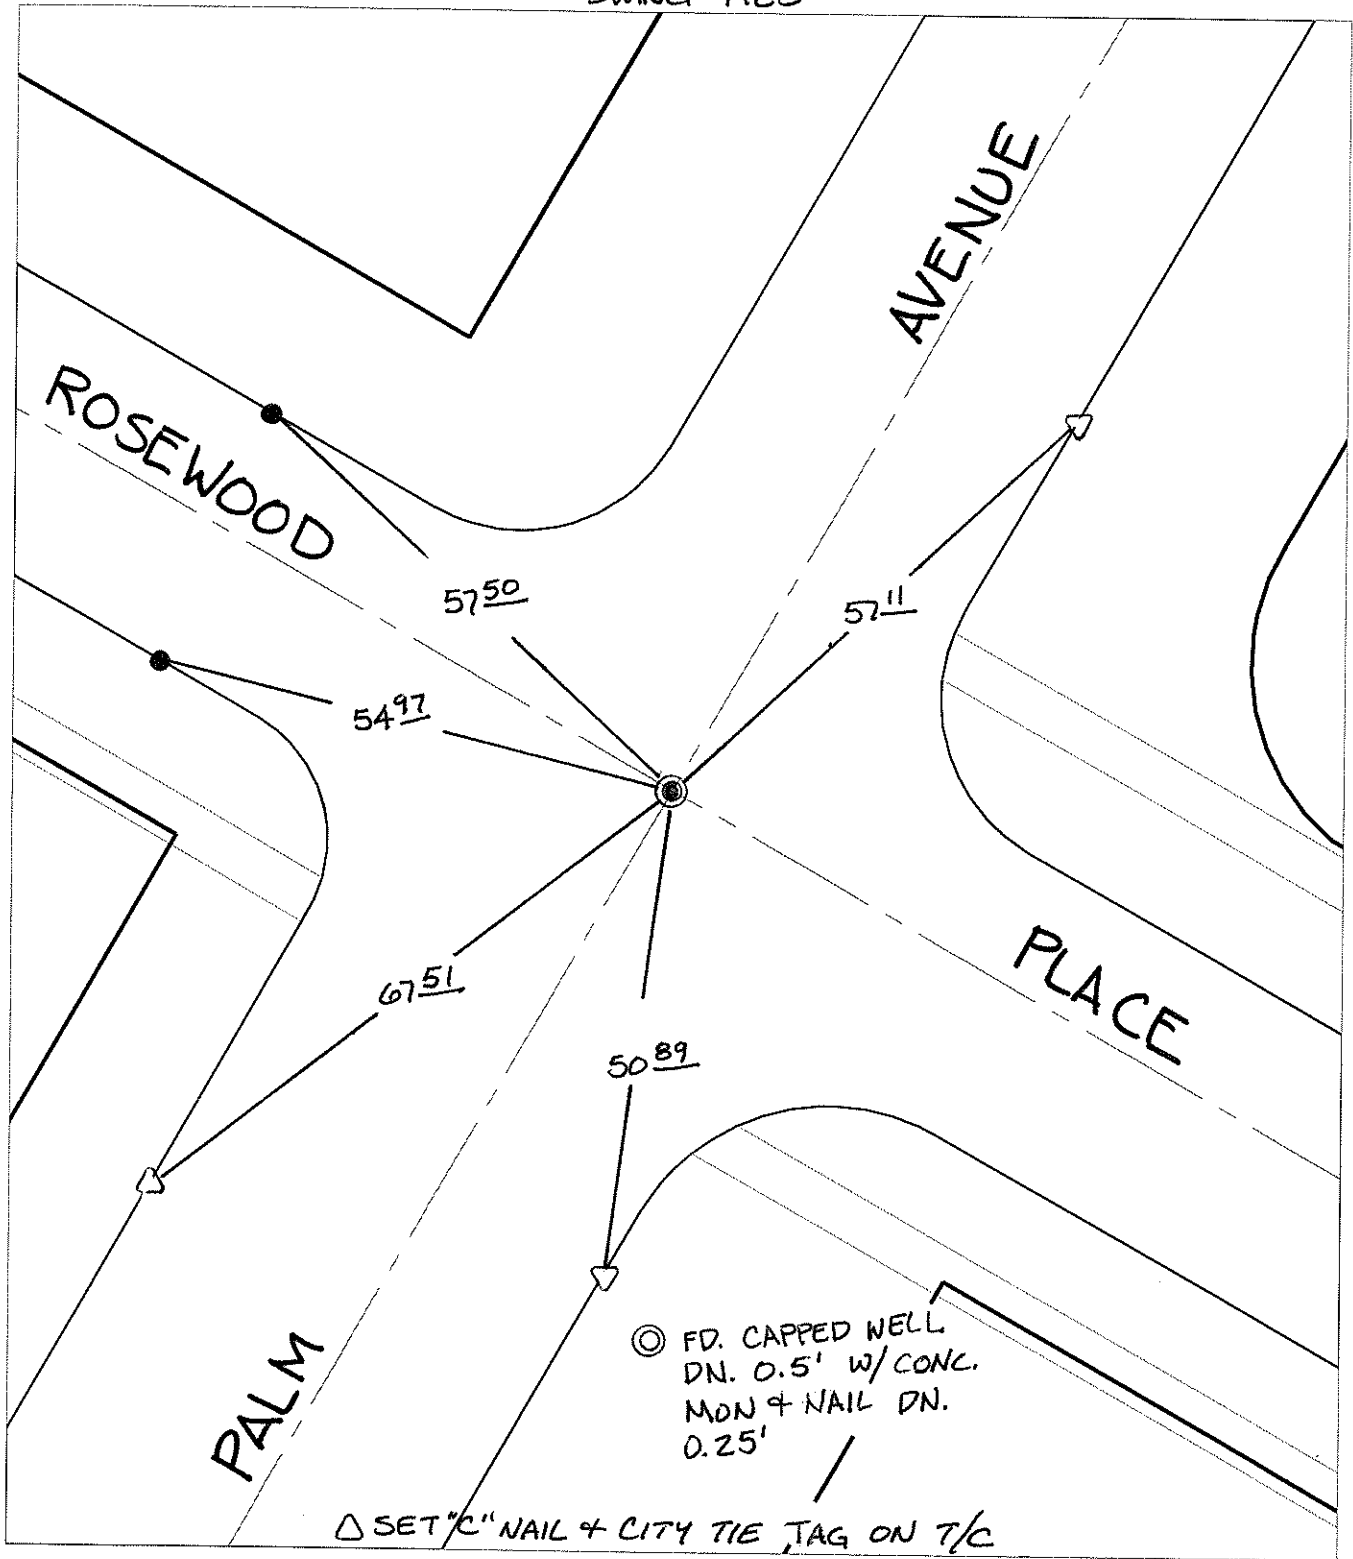 AVENUE
ROSEWOOD
57 50
57 11
54 97
PLACE
67 51
50 89
PALM
FD. CAPPED WELL
DN. 0.5' W/ CONC.
MON & NAIL DN.
0.25'
△ SET "C" NAIL & CITY TIE TAG ON T/C